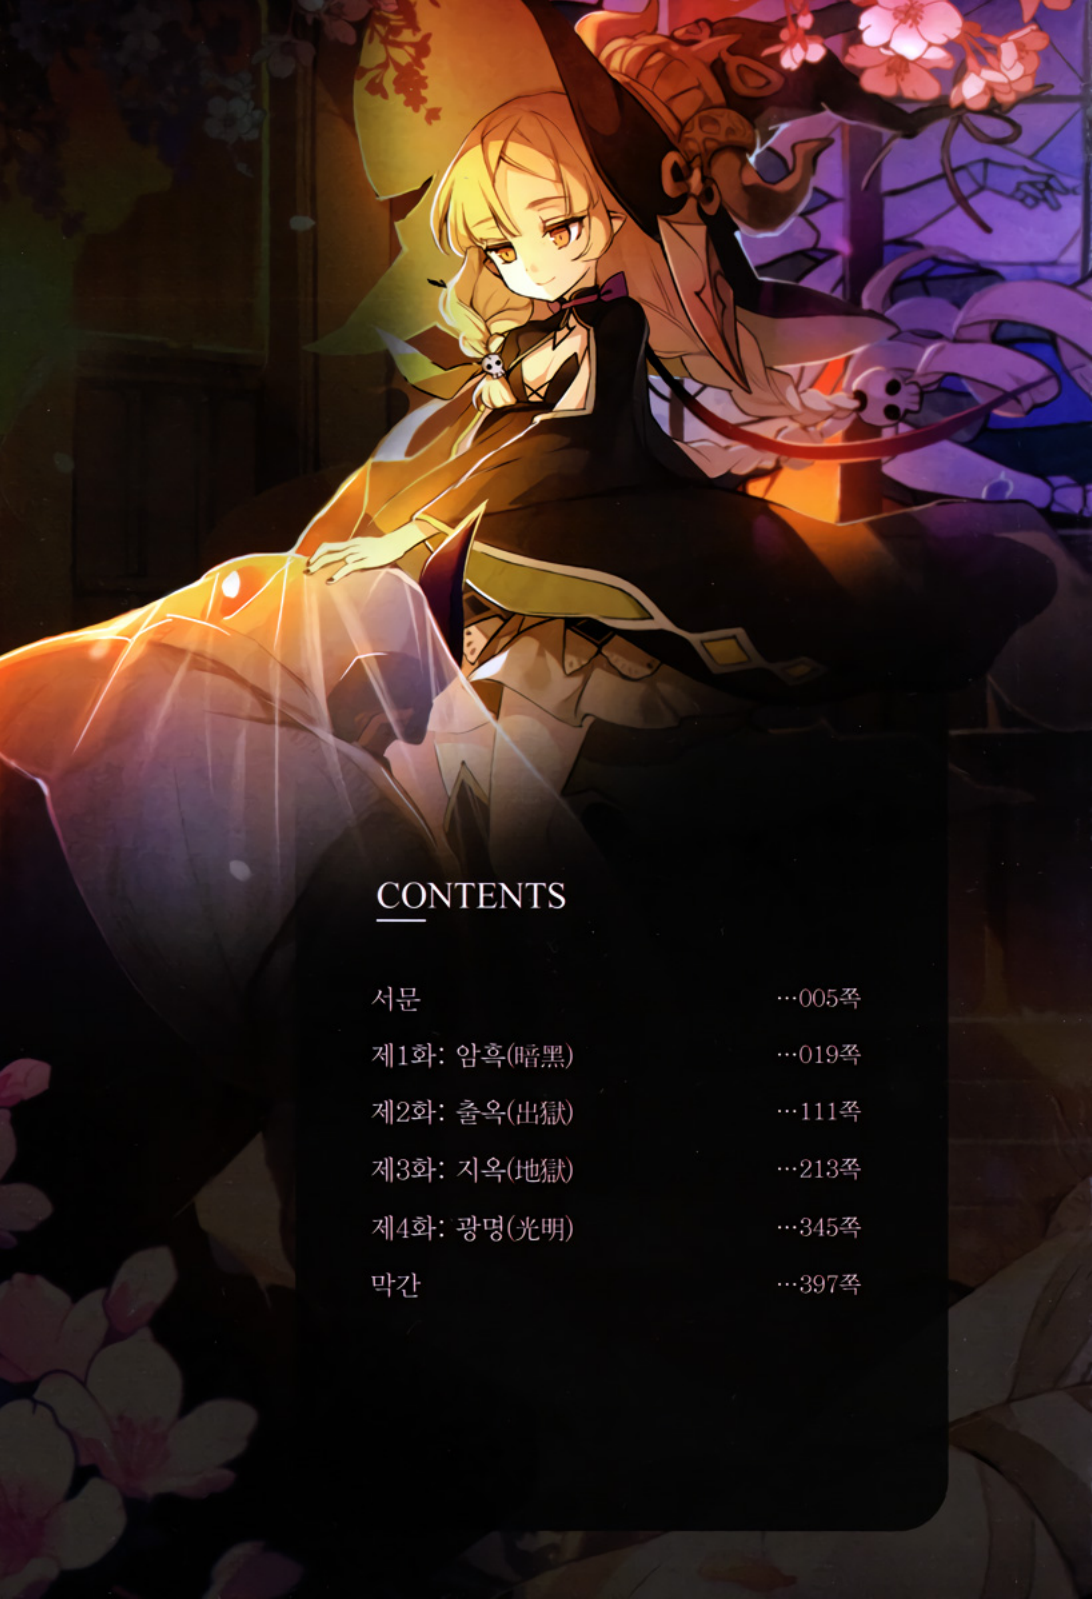 CONTENTS
서문 …005쪽
제1화: 암흑(暗黑) …019쪽
제2화: 출옥(出獄) …111쪽
제3화: 지옥(地獄) …213쪽
제4화: 광명(光明) …345쪽
막간 …397쪽